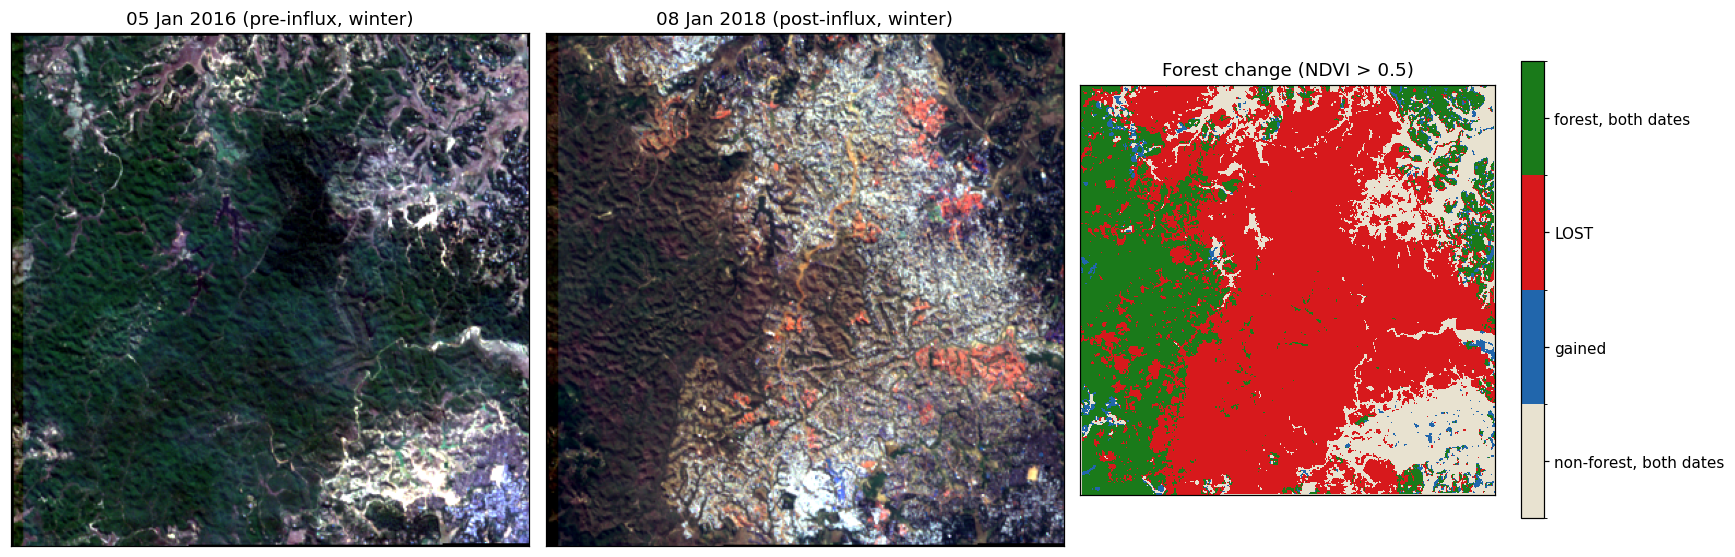 05 Jan 2016 (pre-influx, winter)
08 Jan 2018 (post-influx, winter)
Forest change (NDVI > 0.5)
forest, both dates
LOST
gained
non-forest, both dates